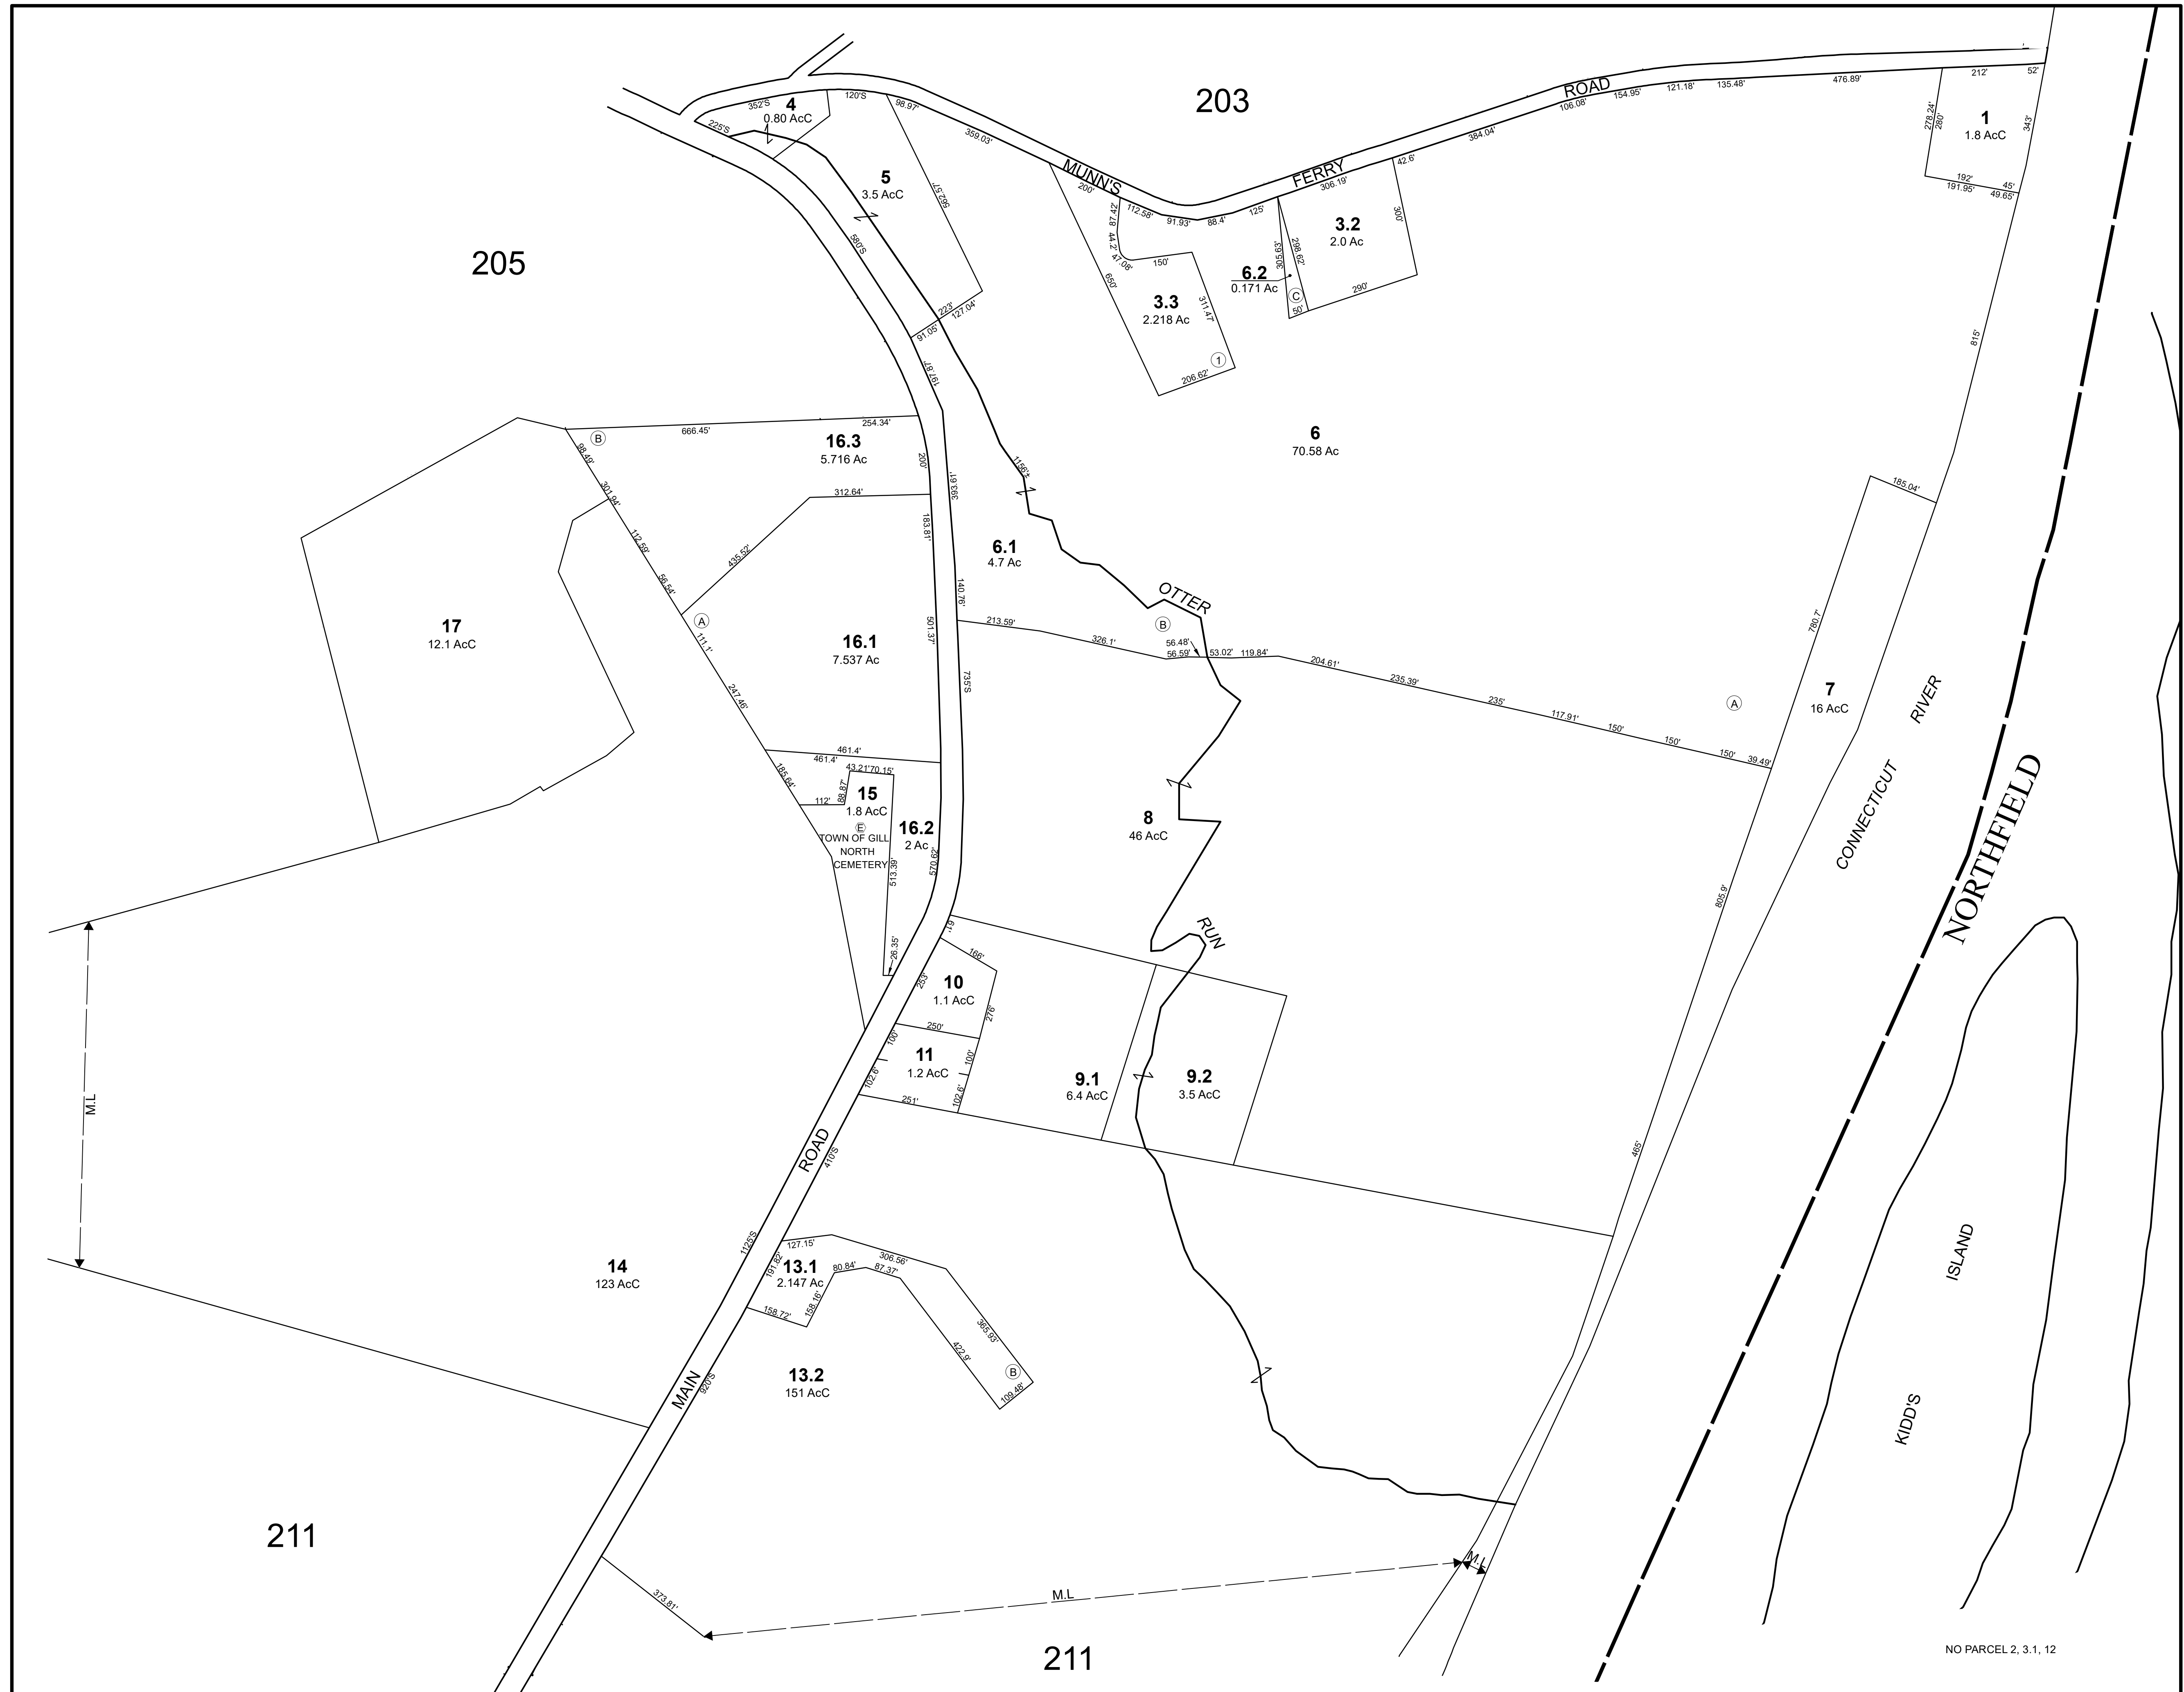 203
205
211
211
MUNN'S
FERRY
ROAD
MAIN
ROAD
OTTER
RUN
CONNECTICUT
RIVER
NORTHFIELD
KIDD'S
ISLAND
1
1.8 AcC
212'
52'
278.24'
280'
343'
192'
191.95'
45'
49.65'
815'
476.89'
135.48'
121.18'
154.95'
106.08'
384.04'
42.6'
306.19'
125'
88.4'
91.93'
112.58'
200'
359.03'
98.97'
120'S
352'S
225'S
4
0.80 AcC
5
3.5 AcC
562.57'
580'S
223'
127.04'
91.05'
197.87'
3.2
2.0 Ac
300'
290'
298.62'
305.63'
6.2
0.171 Ac
C
50'
87.42'
44.2'
47.08'
150'
650'
3.3
2.218 Ac
311.47'
1
206.62'
6
70.58 Ac
1156'±
6.1
4.7 Ac
393.61'
140.76'
213.59'
326.1'
B
56.48'
56.59'
53.02'
119.84'
204.61'
235.39'
235'
117.91'
150'
150'
150'
39.49'
A
185.04'
780.7'
7
16 AcC
805.9'
465'
B
666.45'
254.34'
16.3
5.716 Ac
98.49'
301.94'
200'
312.64'
183.81'
112.59'
56.54'
435.52'
A
111.1'
247.46'
16.1
7.537 Ac
501.37'
735'S
17
12.1 AcC
461.4'
461.4'
185.64'
43.21'
70.15'
88.87'
112'
15
1.8 AcC
E
TOWN OF GILL
NORTH
CEMETERY
513.39'
26.35'
16.2
2 Ac
570.62'
8
46 AcC
61'
166'
253'
10
1.1 AcC
276'
250'
100'
11
1.2 AcC
100'
102.6'
102.6'
251'
9.1
6.4 AcC
9.2
3.5 AcC
410'S
1125'S
M.L
14
123 AcC
127.15'
191.82'
13.1
2.147 Ac
306.56'
80.84'
87.37'
158.16'
158.72'
365.93'
422.9'
B
109.48'
13.2
151 AcC
920'S
373.81'
M.L
M.L
NO PARCEL 2, 3.1, 12